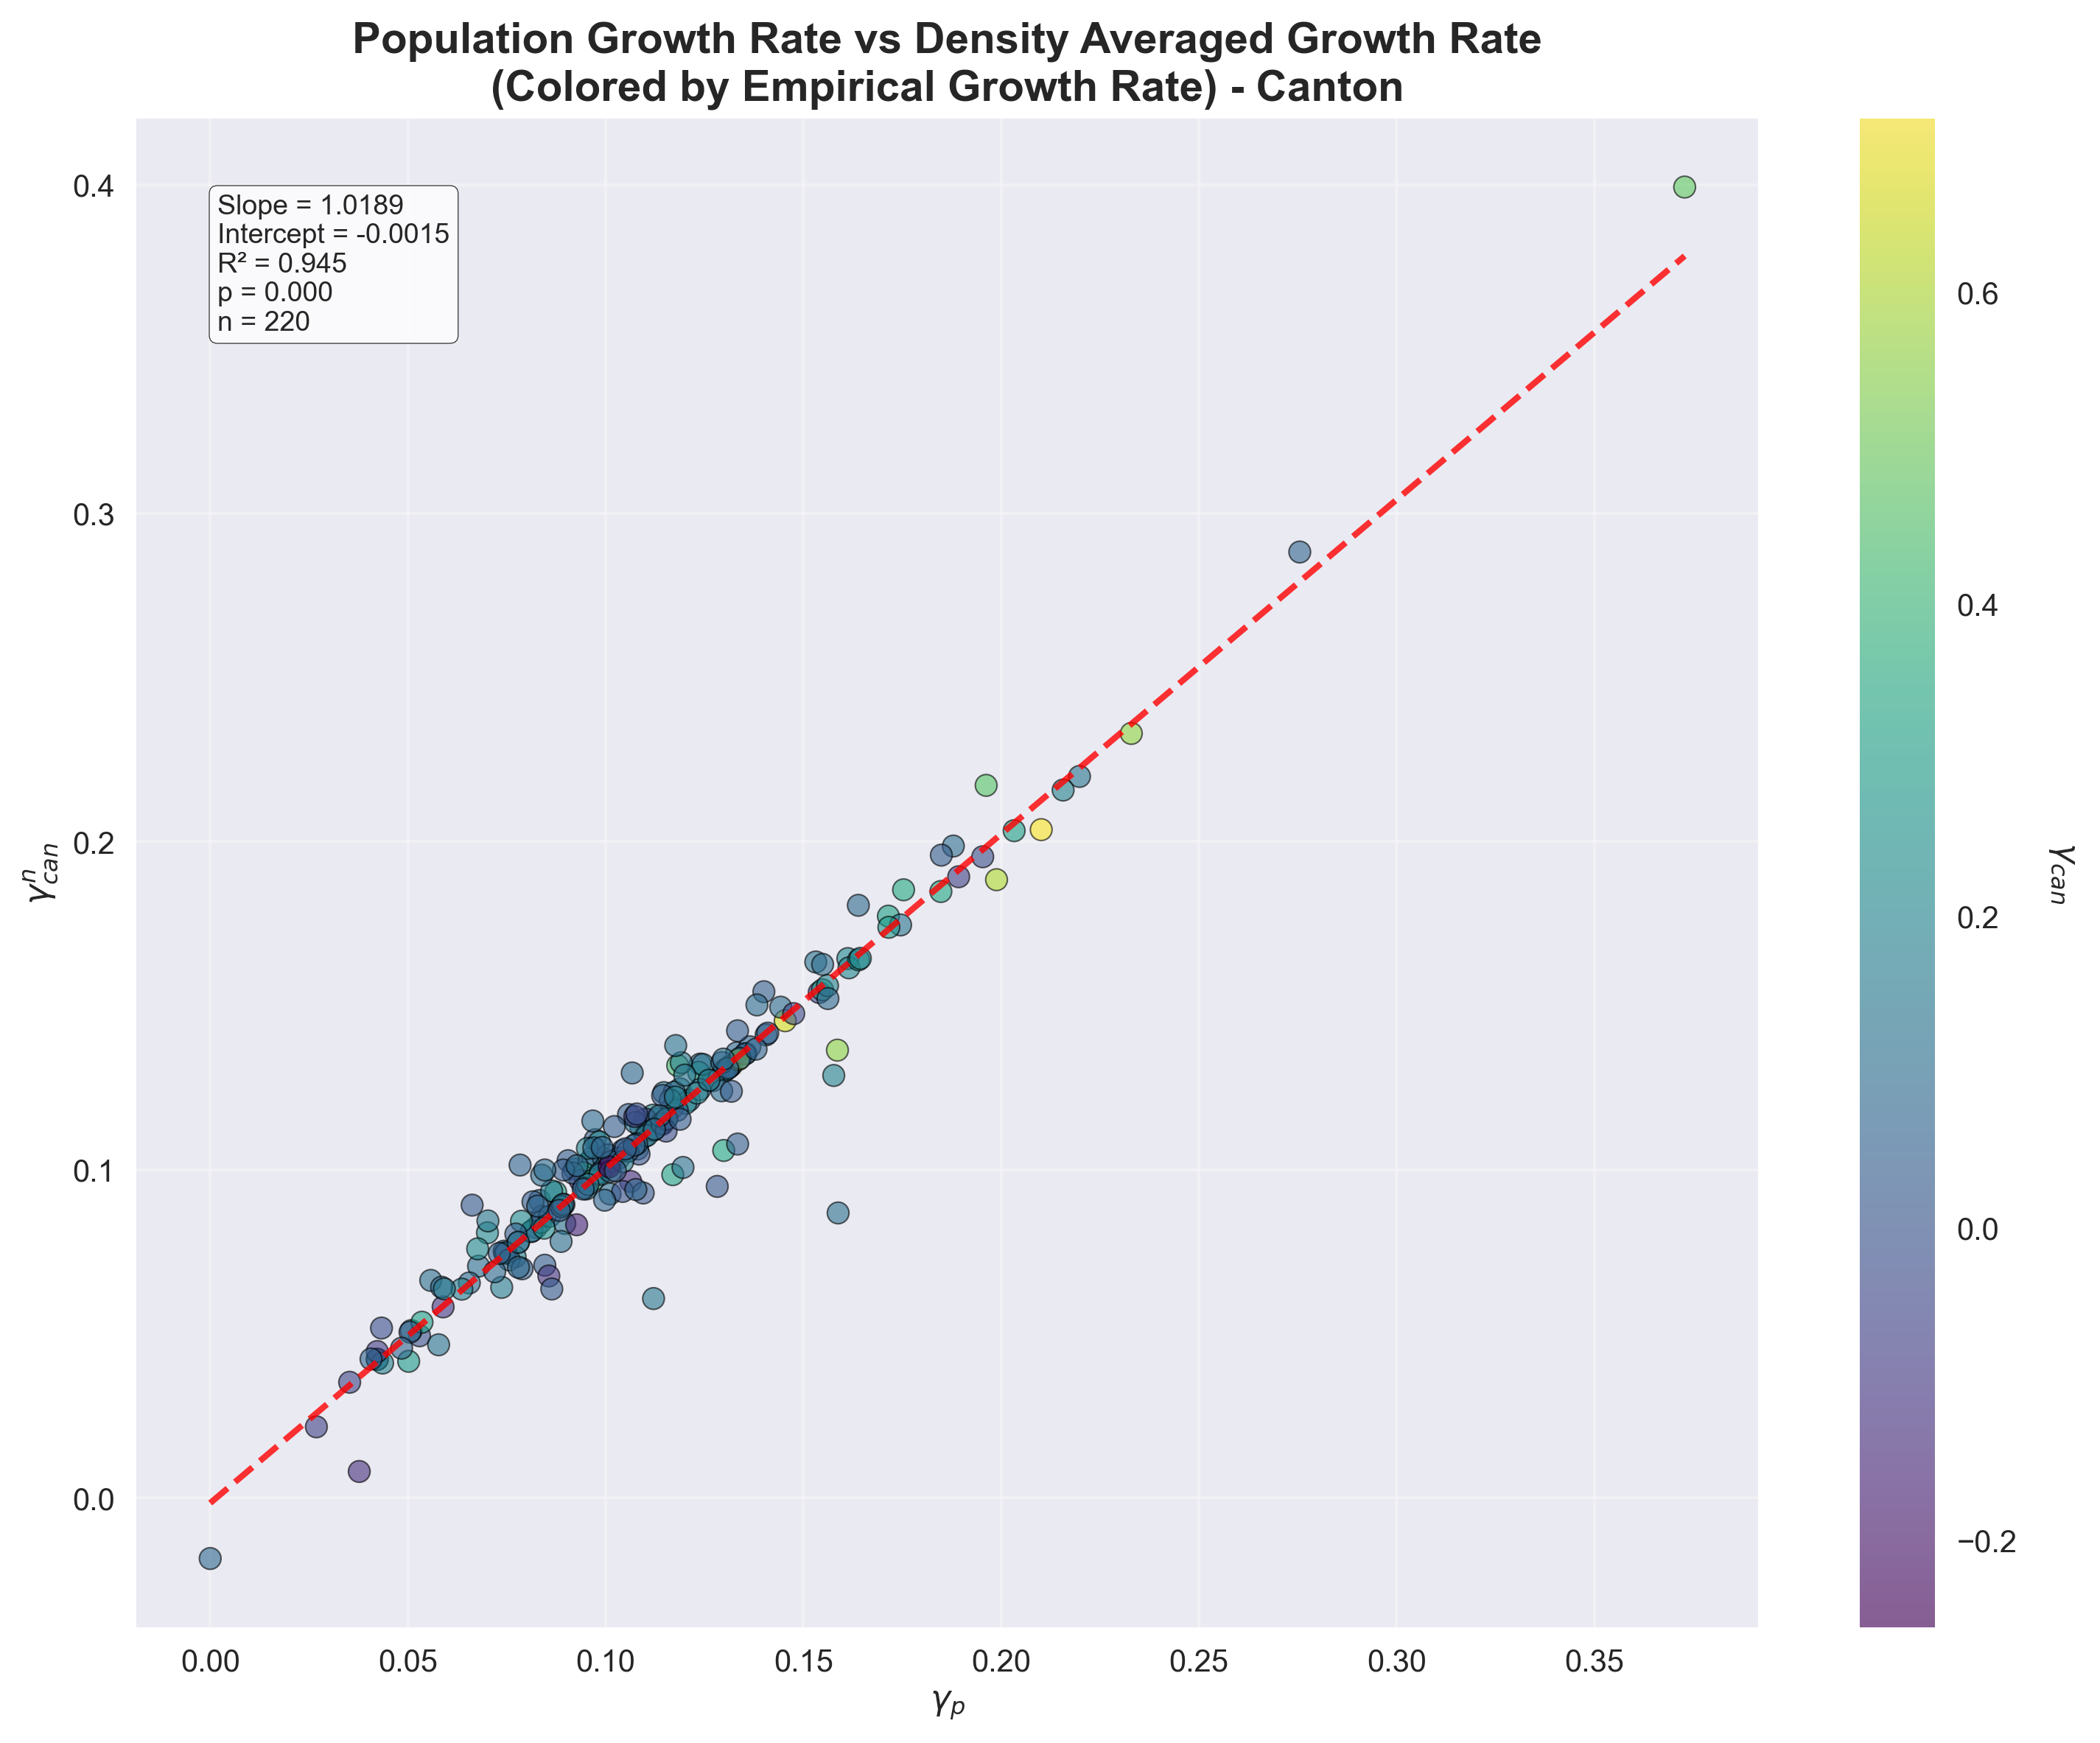 Population Growth Rate vs Density Averaged Growth Rate
(Colored by Empirical Growth Rate) - Canton
Slope = 1.0189
Intercept = -0.0015
R² = 0.945
p = 0.000
n = 220
0.4
0.3
0.2
0.1
0.0
γⁿ_can
0.00 0.05 0.10 0.15 0.20 0.25 0.30 0.35
γ_p
0.6
0.4
0.2
0.0
−0.2
γ_can